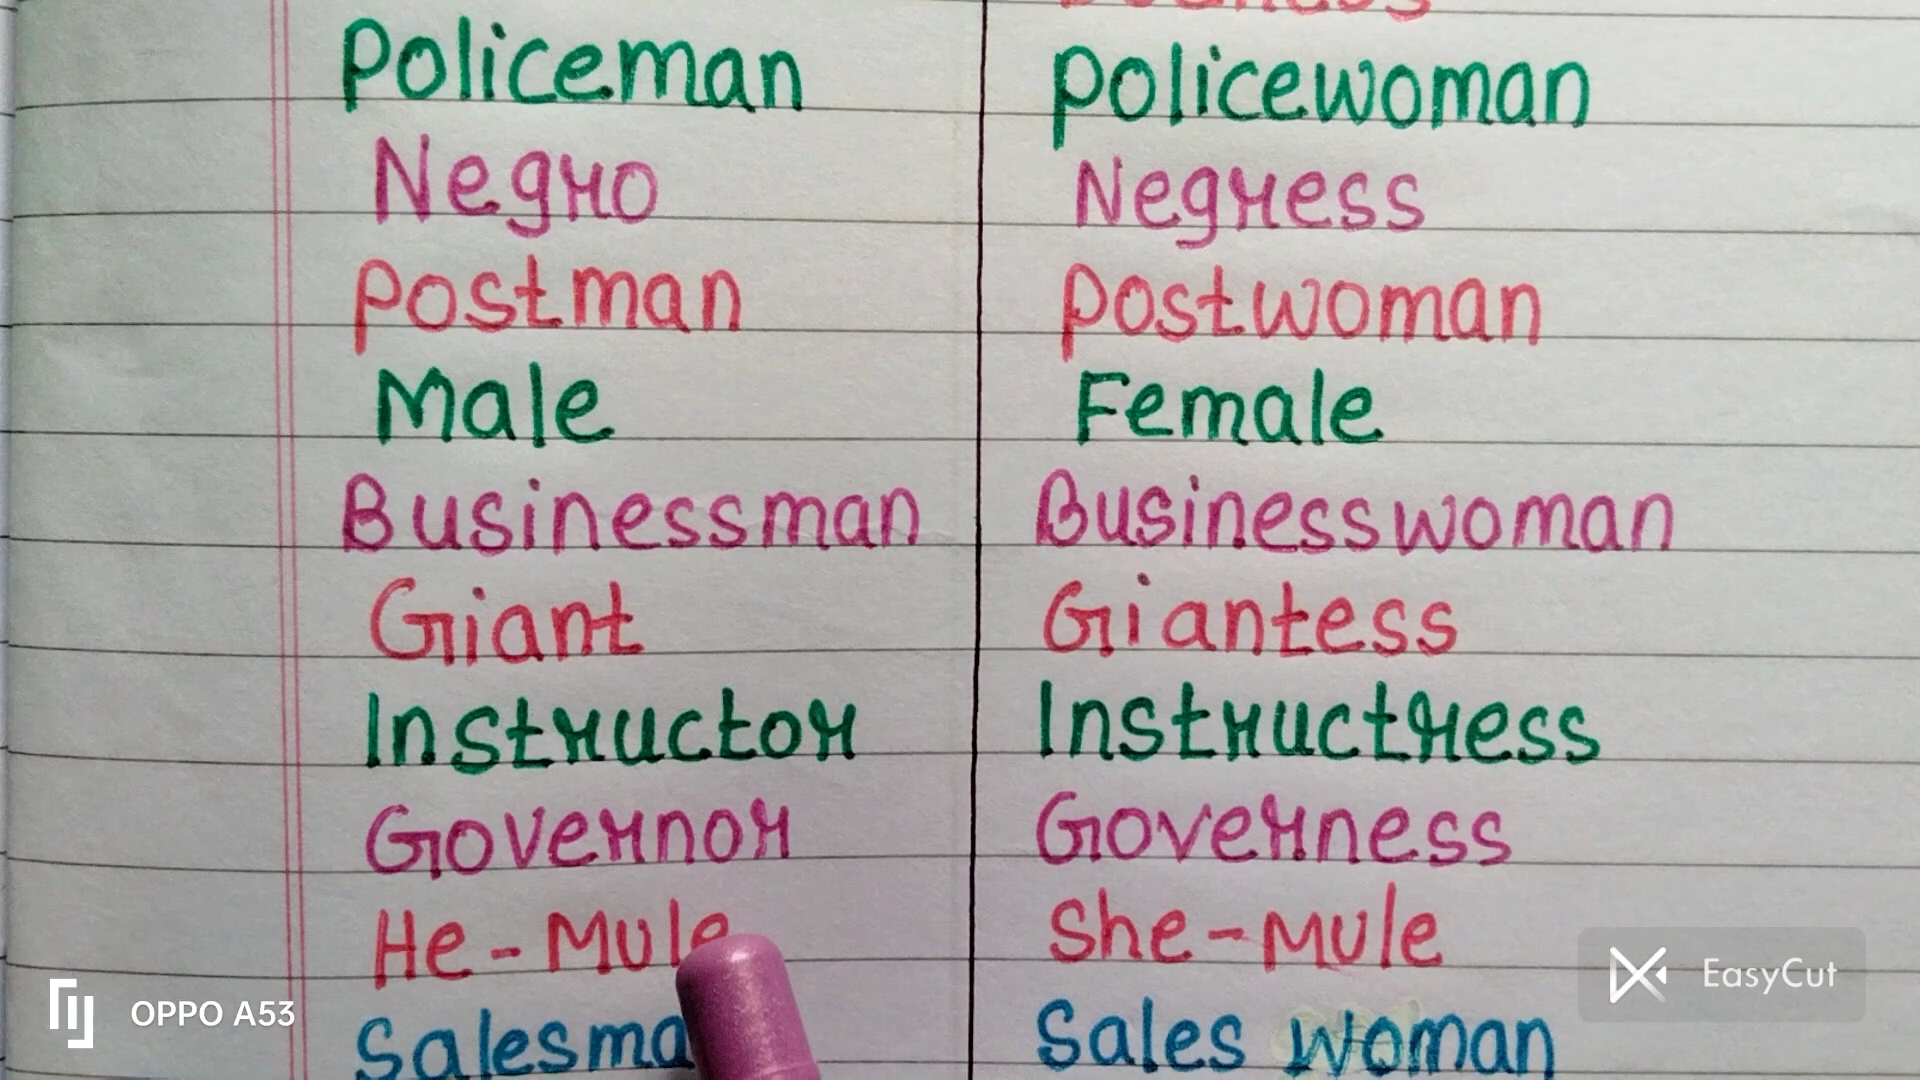 Policeman policewoman
Negro Negress
Postman Postwoman
Male Female
Businessman Businesswoman
Giant Giantess
Instructor Instructress
Governor Governess
He-Mule She-Mule
Sales woman
OPPO A53
EasyCut